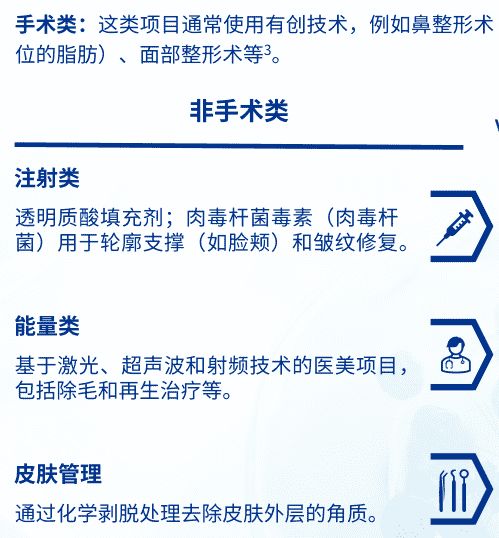 手术类：这类项目通常使用有创技术，例如鼻整形术
位的脂肪）、面部整形术等3。
非手术类
注射类
透明质酸填充剂；肉毒杆菌毒素（肉毒杆
菌）用于轮廓支撑（如脸颊）和皱纹修复。
能量类
基于激光、超声波和射频技术的医美项目，
包括除毛和再生治疗等。
皮肤管理
通过化学剥脱处理去除皮肤外层的角质。